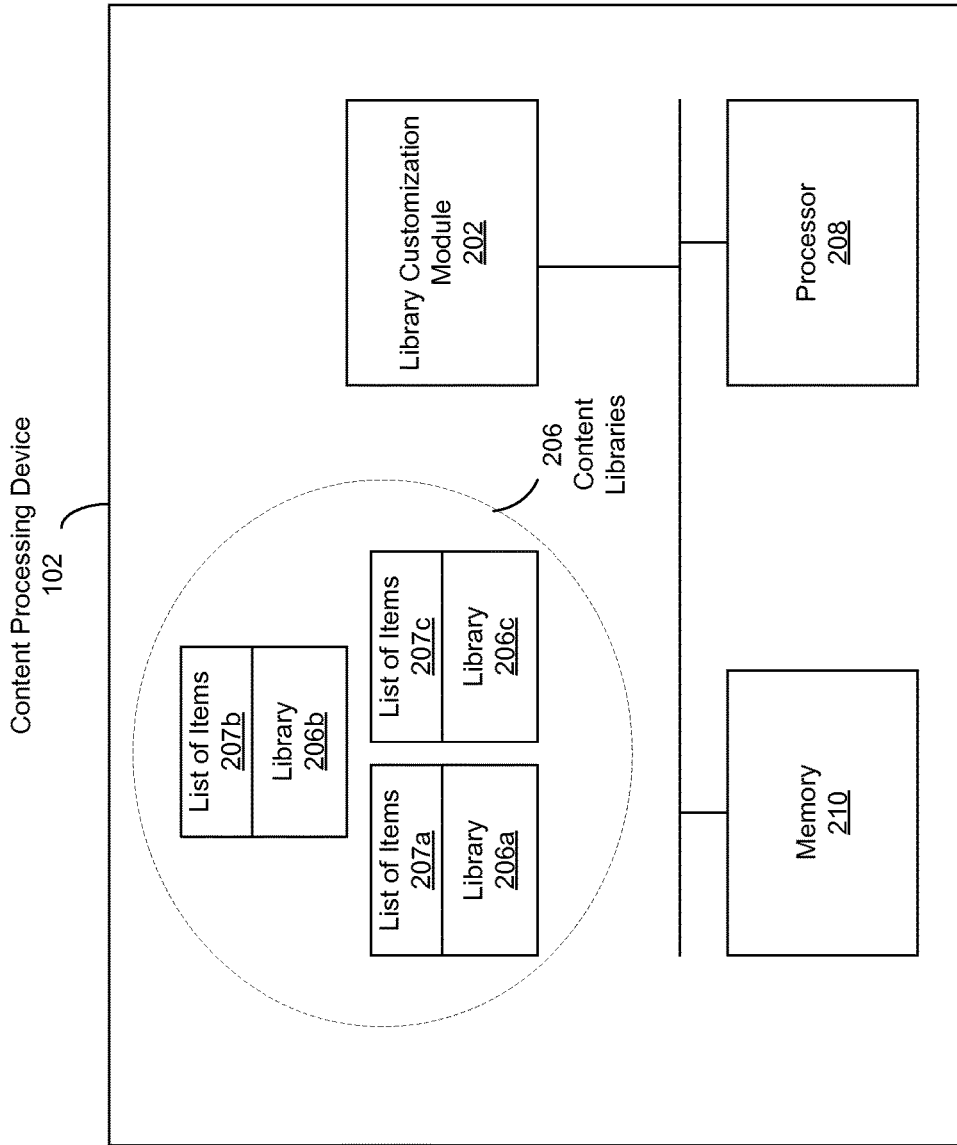 Content Processing Device
102
List of Items
207b
Library
206b
List of Items
207a
Library
206a
List of Items
207c
Library
206c
206
Content
Libraries
Library Customization
Module
202
Memory
210
Processor
208